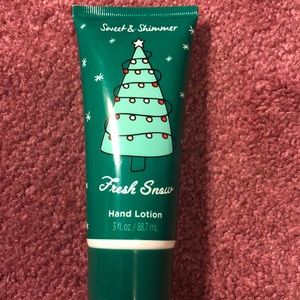 Sweet & Shimmer
Fresh Snow
Hand Lotion
3 fl. oz. / 88.7 mL